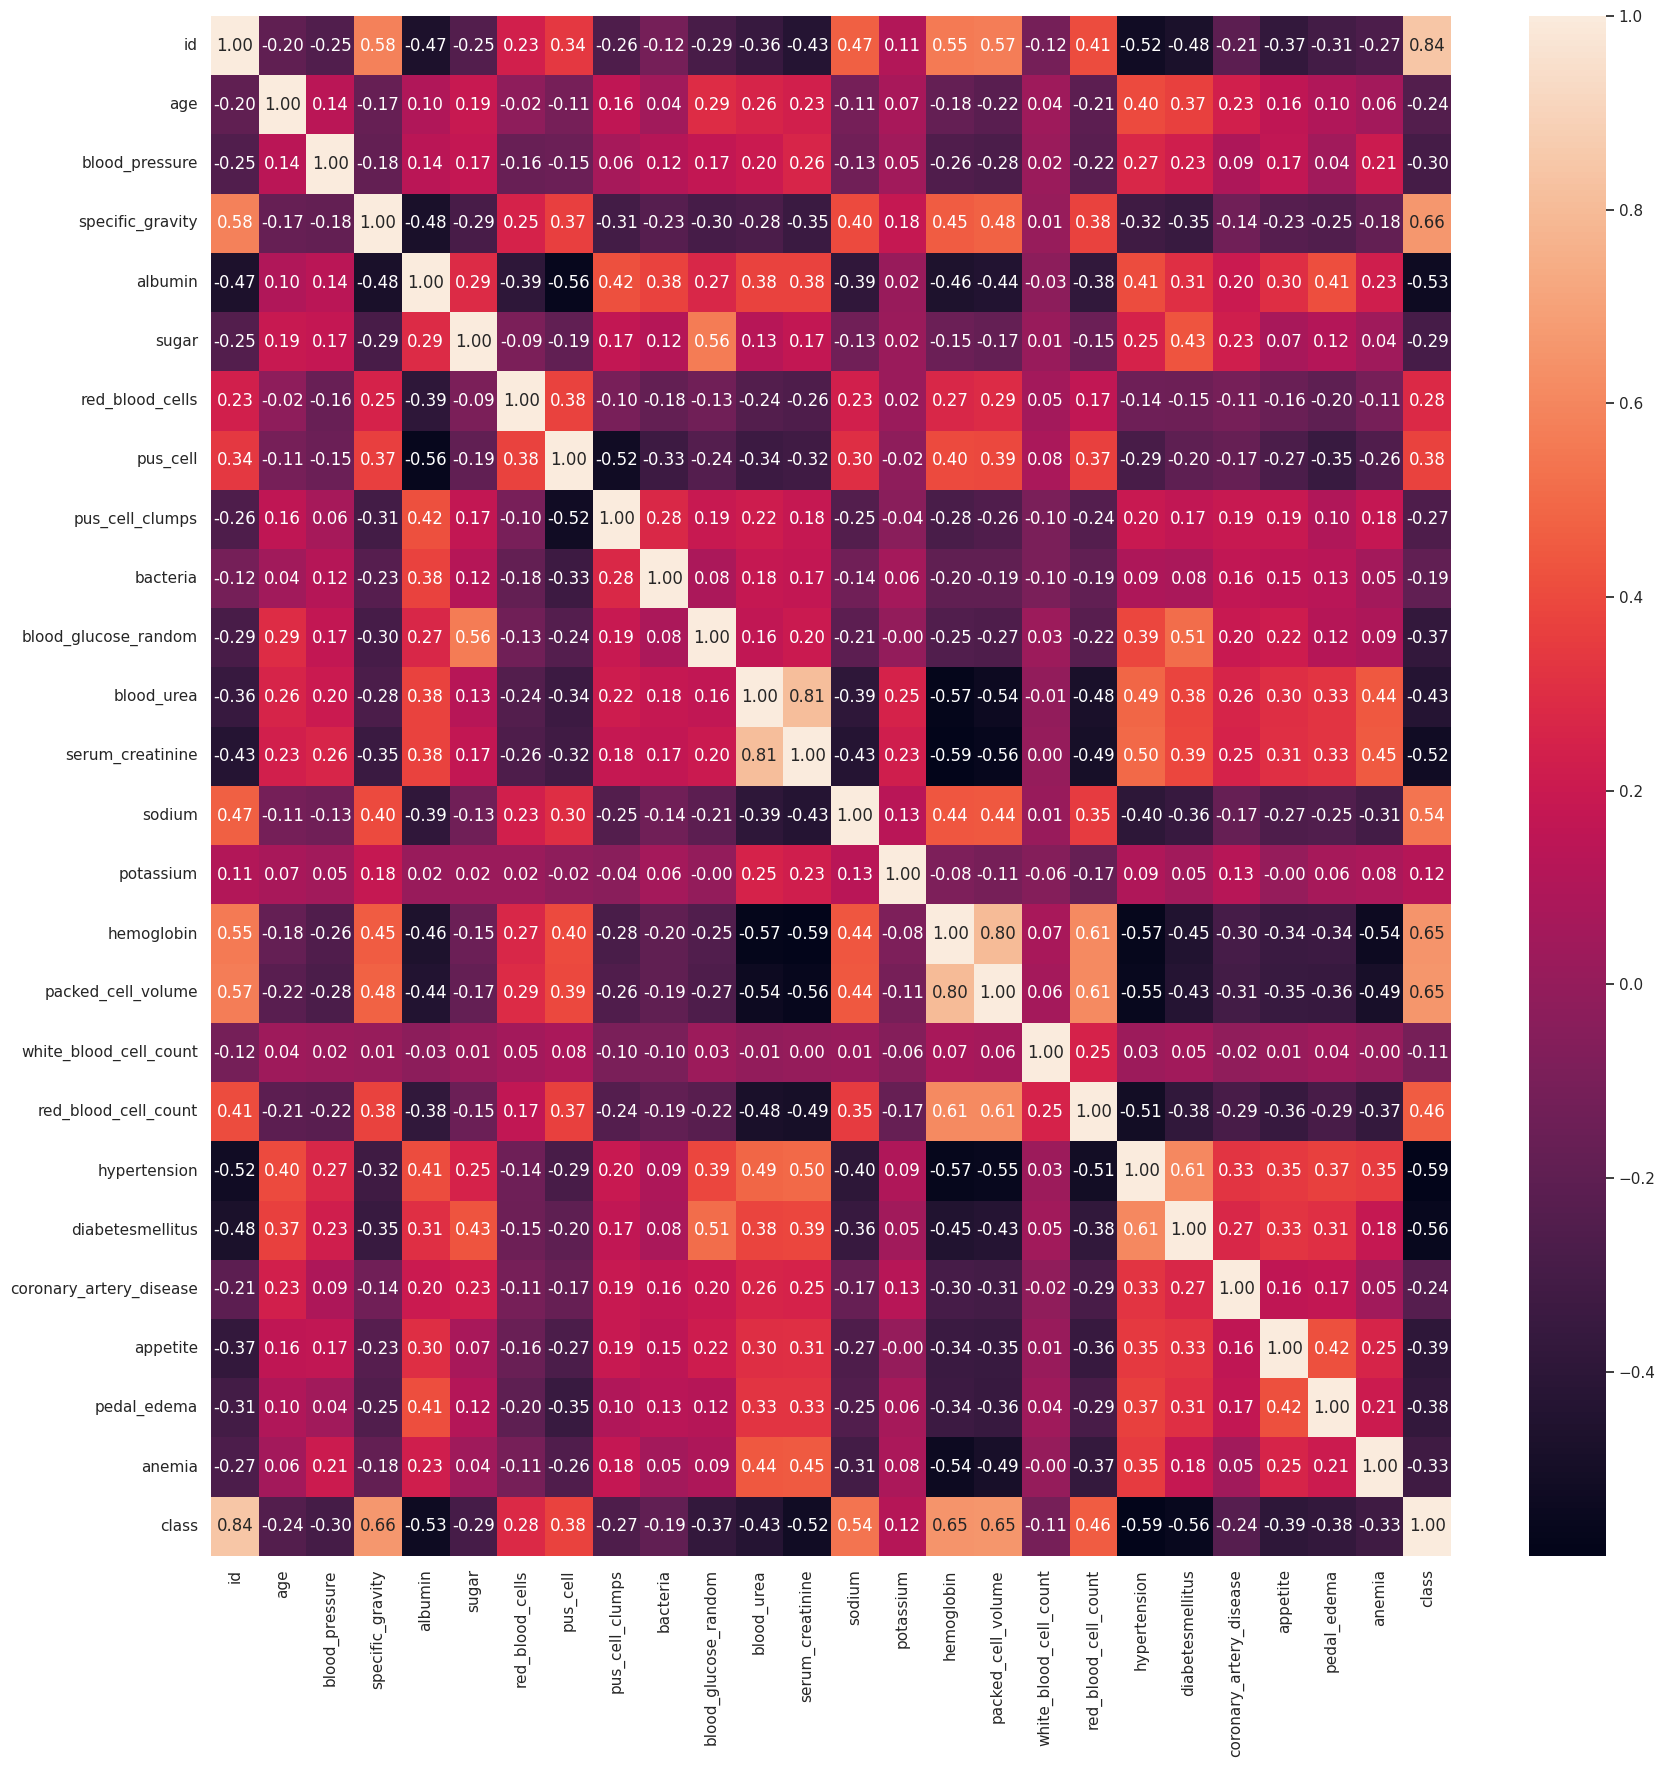 id 1.00 -0.20 -0.25 0.58 -0.47 -0.25 0.23 0.34 -0.26 -0.12 -0.29 -0.36 -0.43 0.47 0.11 0.55 0.57 -0.12 0.41 -0.52 -0.48 -0.21 -0.37 -0.31 -0.27 0.84
age -0.20 1.00 0.14 -0.17 0.10 0.19 -0.02 -0.11 0.16 0.04 0.29 0.26 0.23 -0.11 0.07 -0.18 -0.22 0.04 -0.21 0.40 0.37 0.23 0.16 0.10 0.06 -0.24
blood_pressure -0.25 0.14 1.00 -0.18 0.14 0.17 -0.16 -0.15 0.06 0.12 0.17 0.20 0.26 -0.13 0.05 -0.26 -0.28 0.02 -0.22 0.27 0.23 0.09 0.17 0.04 0.21 -0.30
specific_gravity 0.58 -0.17 -0.18 1.00 -0.48 -0.29 0.25 0.37 -0.31 -0.23 -0.30 -0.28 -0.35 0.40 0.18 0.45 0.48 0.01 0.38 -0.32 -0.35 -0.14 -0.23 -0.25 -0.18 0.66
albumin -0.47 0.10 0.14 -0.48 1.00 0.29 -0.39 -0.56 0.42 0.38 0.27 0.38 0.38 -0.39 0.02 -0.46 -0.44 -0.03 -0.38 0.41 0.31 0.20 0.30 0.41 0.23 -0.53
sugar -0.25 0.19 0.17 -0.29 0.29 1.00 -0.09 -0.19 0.17 0.12 0.56 0.13 0.17 -0.13 0.02 -0.15 -0.17 0.01 -0.15 0.25 0.43 0.23 0.07 0.12 0.04 -0.29
red_blood_cells 0.23 -0.02 -0.16 0.25 -0.39 -0.09 1.00 0.38 -0.10 -0.18 -0.13 -0.24 -0.26 0.23 0.02 0.27 0.29 0.05 0.17 -0.14 -0.15 -0.11 -0.16 -0.20 -0.11 0.28
pus_cell 0.34 -0.11 -0.15 0.37 -0.56 -0.19 0.38 1.00 -0.52 -0.33 -0.24 -0.34 -0.32 0.30 -0.02 0.40 0.39 0.08 0.37 -0.29 -0.20 -0.17 -0.27 -0.35 -0.26 0.38
pus_cell_clumps -0.26 0.16 0.06 -0.31 0.42 0.17 -0.10 -0.52 1.00 0.28 0.19 0.22 0.18 -0.25 -0.04 -0.28 -0.26 -0.10 -0.24 0.20 0.17 0.19 0.19 0.10 0.18 -0.27
bacteria -0.12 0.04 0.12 -0.23 0.38 0.12 -0.18 -0.33 0.28 1.00 0.08 0.18 0.17 -0.14 0.06 -0.20 -0.19 -0.10 -0.19 0.09 0.08 0.16 0.15 0.13 0.05 -0.19
blood_glucose_random -0.29 0.29 0.17 -0.30 0.27 0.56 -0.13 -0.24 0.19 0.08 1.00 0.16 0.20 -0.21 -0.00 -0.25 -0.27 0.03 -0.22 0.39 0.51 0.20 0.22 0.12 0.09 -0.37
blood_urea -0.36 0.26 0.20 -0.28 0.38 0.13 -0.24 -0.34 0.22 0.18 0.16 1.00 0.81 -0.39 0.25 -0.57 -0.54 -0.01 -0.48 0.49 0.38 0.26 0.30 0.33 0.44 -0.43
serum_creatinine -0.43 0.23 0.26 -0.35 0.38 0.17 -0.26 -0.32 0.18 0.17 0.20 0.81 1.00 -0.43 0.23 -0.59 -0.56 0.00 -0.49 0.50 0.39 0.25 0.31 0.33 0.45 -0.52
sodium 0.47 -0.11 -0.13 0.40 -0.39 -0.13 0.23 0.30 -0.25 -0.14 -0.21 -0.39 -0.43 1.00 0.13 0.44 0.44 0.01 0.35 -0.40 -0.36 -0.17 -0.27 -0.25 -0.31 0.54
potassium 0.11 0.07 0.05 0.18 0.02 0.02 0.02 -0.02 -0.04 0.06 -0.00 0.25 0.23 0.13 1.00 -0.08 -0.11 -0.06 -0.17 0.09 0.05 0.13 -0.00 0.06 0.08 0.12
hemoglobin 0.55 -0.18 -0.26 0.45 -0.46 -0.15 0.27 0.40 -0.28 -0.20 -0.25 -0.57 -0.59 0.44 -0.08 1.00 0.80 0.07 0.61 -0.57 -0.45 -0.30 -0.34 -0.34 -0.54 0.65
packed_cell_volume 0.57 -0.22 -0.28 0.48 -0.44 -0.17 0.29 0.39 -0.26 -0.19 -0.27 -0.54 -0.56 0.44 -0.11 0.80 1.00 0.06 0.61 -0.55 -0.43 -0.31 -0.35 -0.36 -0.49 0.65
white_blood_cell_count -0.12 0.04 0.02 0.01 -0.03 0.01 0.05 0.08 -0.10 -0.10 0.03 -0.01 0.00 0.01 -0.06 0.07 0.06 1.00 0.25 0.03 0.05 -0.02 0.01 0.04 -0.00 -0.11
red_blood_cell_count 0.41 -0.21 -0.22 0.38 -0.38 -0.15 0.17 0.37 -0.24 -0.19 -0.22 -0.48 -0.49 0.35 -0.17 0.61 0.61 0.25 1.00 -0.51 -0.38 -0.29 -0.36 -0.29 -0.37 0.46
hypertension -0.52 0.40 0.27 -0.32 0.41 0.25 -0.14 -0.29 0.20 0.09 0.39 0.49 0.50 -0.40 0.09 -0.57 -0.55 0.03 -0.51 1.00 0.61 0.33 0.35 0.37 0.35 -0.59
diabetesmellitus -0.48 0.37 0.23 -0.35 0.31 0.43 -0.15 -0.20 0.17 0.08 0.51 0.38 0.39 -0.36 0.05 -0.45 -0.43 0.05 -0.38 0.61 1.00 0.27 0.33 0.31 0.18 -0.56
coronary_artery_disease -0.21 0.23 0.09 -0.14 0.20 0.23 -0.11 -0.17 0.19 0.16 0.20 0.26 0.25 -0.17 0.13 -0.30 -0.31 -0.02 -0.29 0.33 0.27 1.00 0.16 0.17 0.05 -0.24
appetite -0.37 0.16 0.17 -0.23 0.30 0.07 -0.16 -0.27 0.19 0.15 0.22 0.30 0.31 -0.27 -0.00 -0.34 -0.35 0.01 -0.36 0.35 0.33 0.16 1.00 0.42 0.25 -0.39
pedal_edema -0.31 0.10 0.04 -0.25 0.41 0.12 -0.20 -0.35 0.10 0.13 0.12 0.33 0.33 -0.25 0.06 -0.34 -0.36 0.04 -0.29 0.37 0.31 0.17 0.42 1.00 0.21 -0.38
anemia -0.27 0.06 0.21 -0.18 0.23 0.04 -0.11 -0.26 0.18 0.05 0.09 0.44 0.45 -0.31 0.08 -0.54 -0.49 -0.00 -0.37 0.35 0.18 0.05 0.25 0.21 1.00 -0.33
class 0.84 -0.24 -0.30 0.66 -0.53 -0.29 0.28 0.38 -0.27 -0.19 -0.37 -0.43 -0.52 0.54 0.12 0.65 0.65 -0.11 0.46 -0.59 -0.56 -0.24 -0.39 -0.38 -0.33 1.00
id
age
blood_pressure
specific_gravity
albumin
sugar
red_blood_cells
pus_cell
pus_cell_clumps
bacteria
blood_glucose_random
blood_urea
serum_creatinine
sodium
potassium
hemoglobin
packed_cell_volume
white_blood_cell_count
red_blood_cell_count
hypertension
diabetesmellitus
coronary_artery_disease
appetite
pedal_edema
anemia
class
1.0
0.8
0.6
0.4
0.2
0.0
−0.2
−0.4